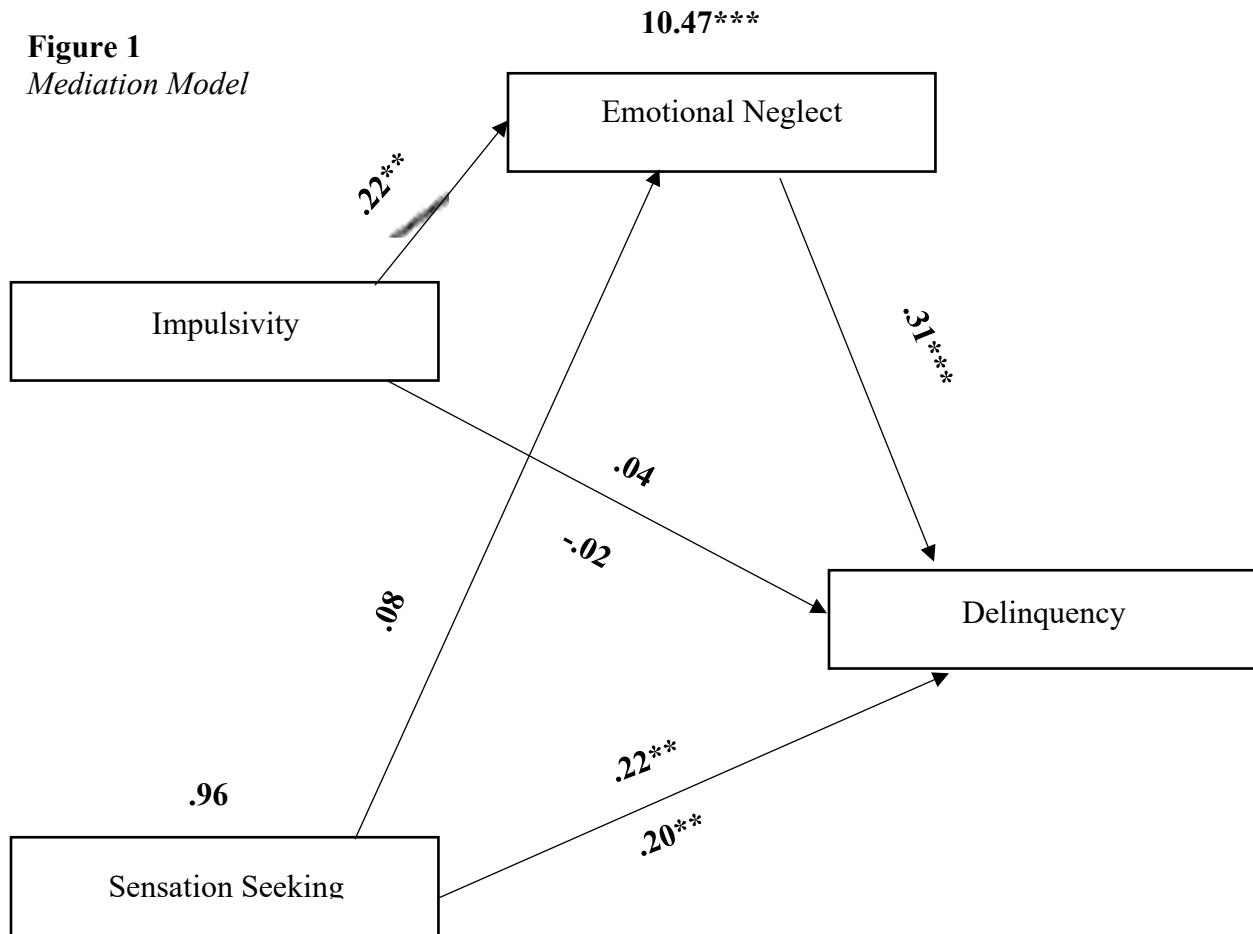 10.47***
Figure 1
Mediation Model
Emotional Neglect
.22**
Impulsivity
.31***
.04
-.02
.08
Delinquency
.22**
.96
.20**
Sensation Seeking